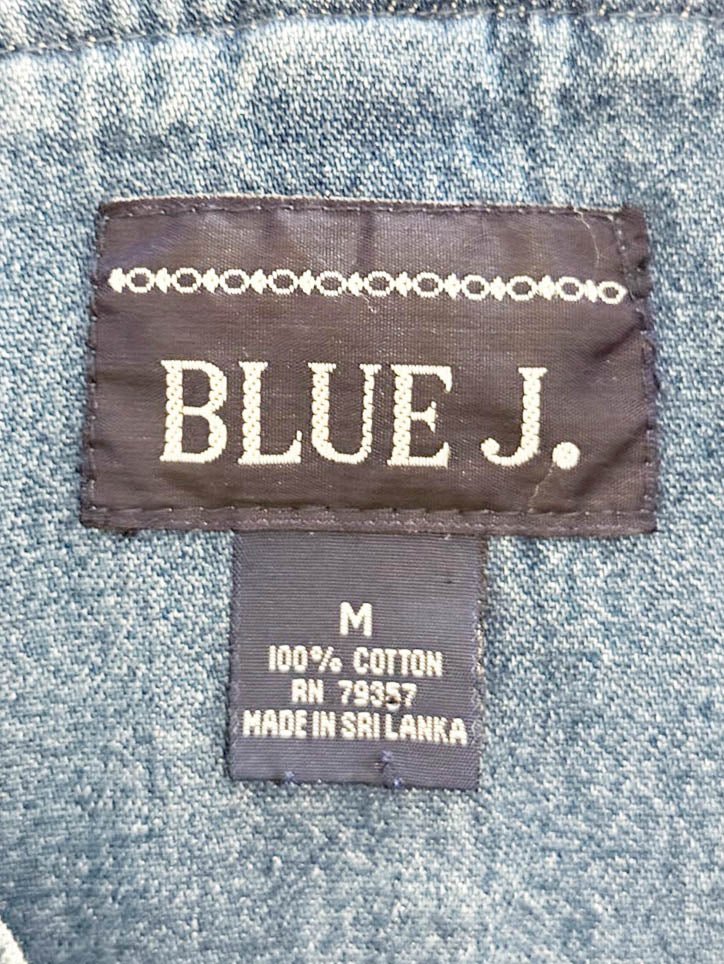 BLUE J.
M
100% COTTON
RN 79357
MADE IN SRI LANKA